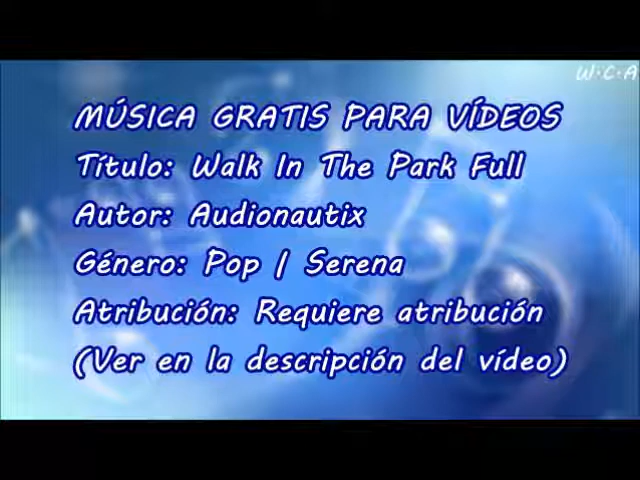 W.C.A
MÚSICA GRATIS PARA VÍDEOS
Título: Walk In The Park Full
Autor: Audionautix
Género: Pop / Serena
Atribución: Requiere atribución
(Ver en la descripción del vídeo)